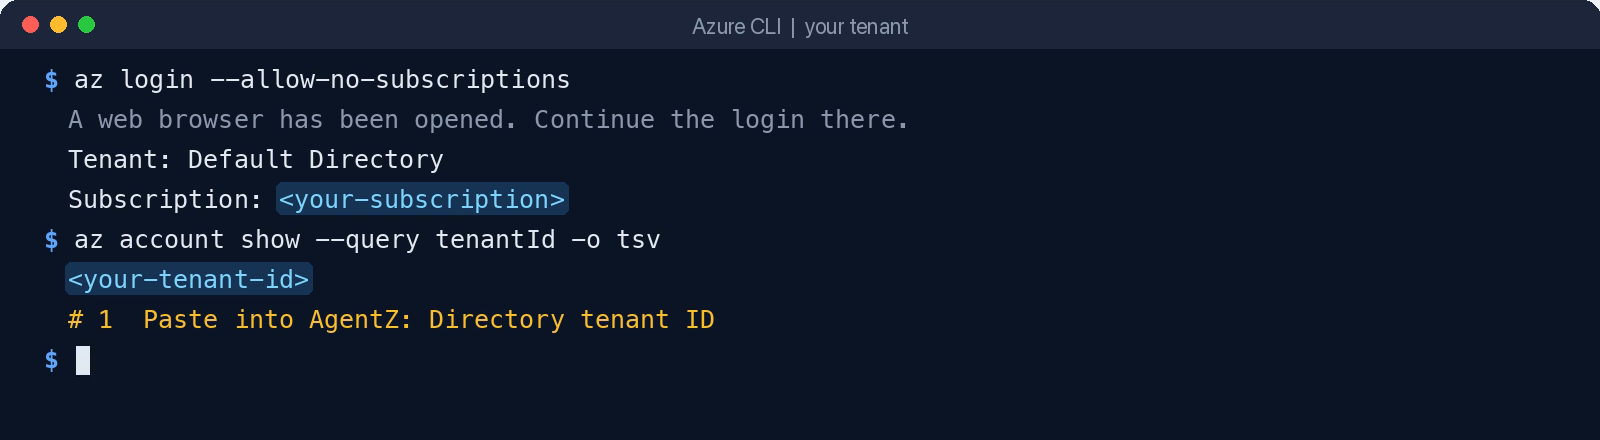 Azure CLI | your tenant
$ az login --allow-no-subscriptions
A web browser has been opened. Continue the login there.
Tenant: Default Directory
Subscription: <your-subscription>
$ az account show --query tenantId -o tsv
<your-tenant-id>
# 1  Paste into AgentZ: Directory tenant ID
$